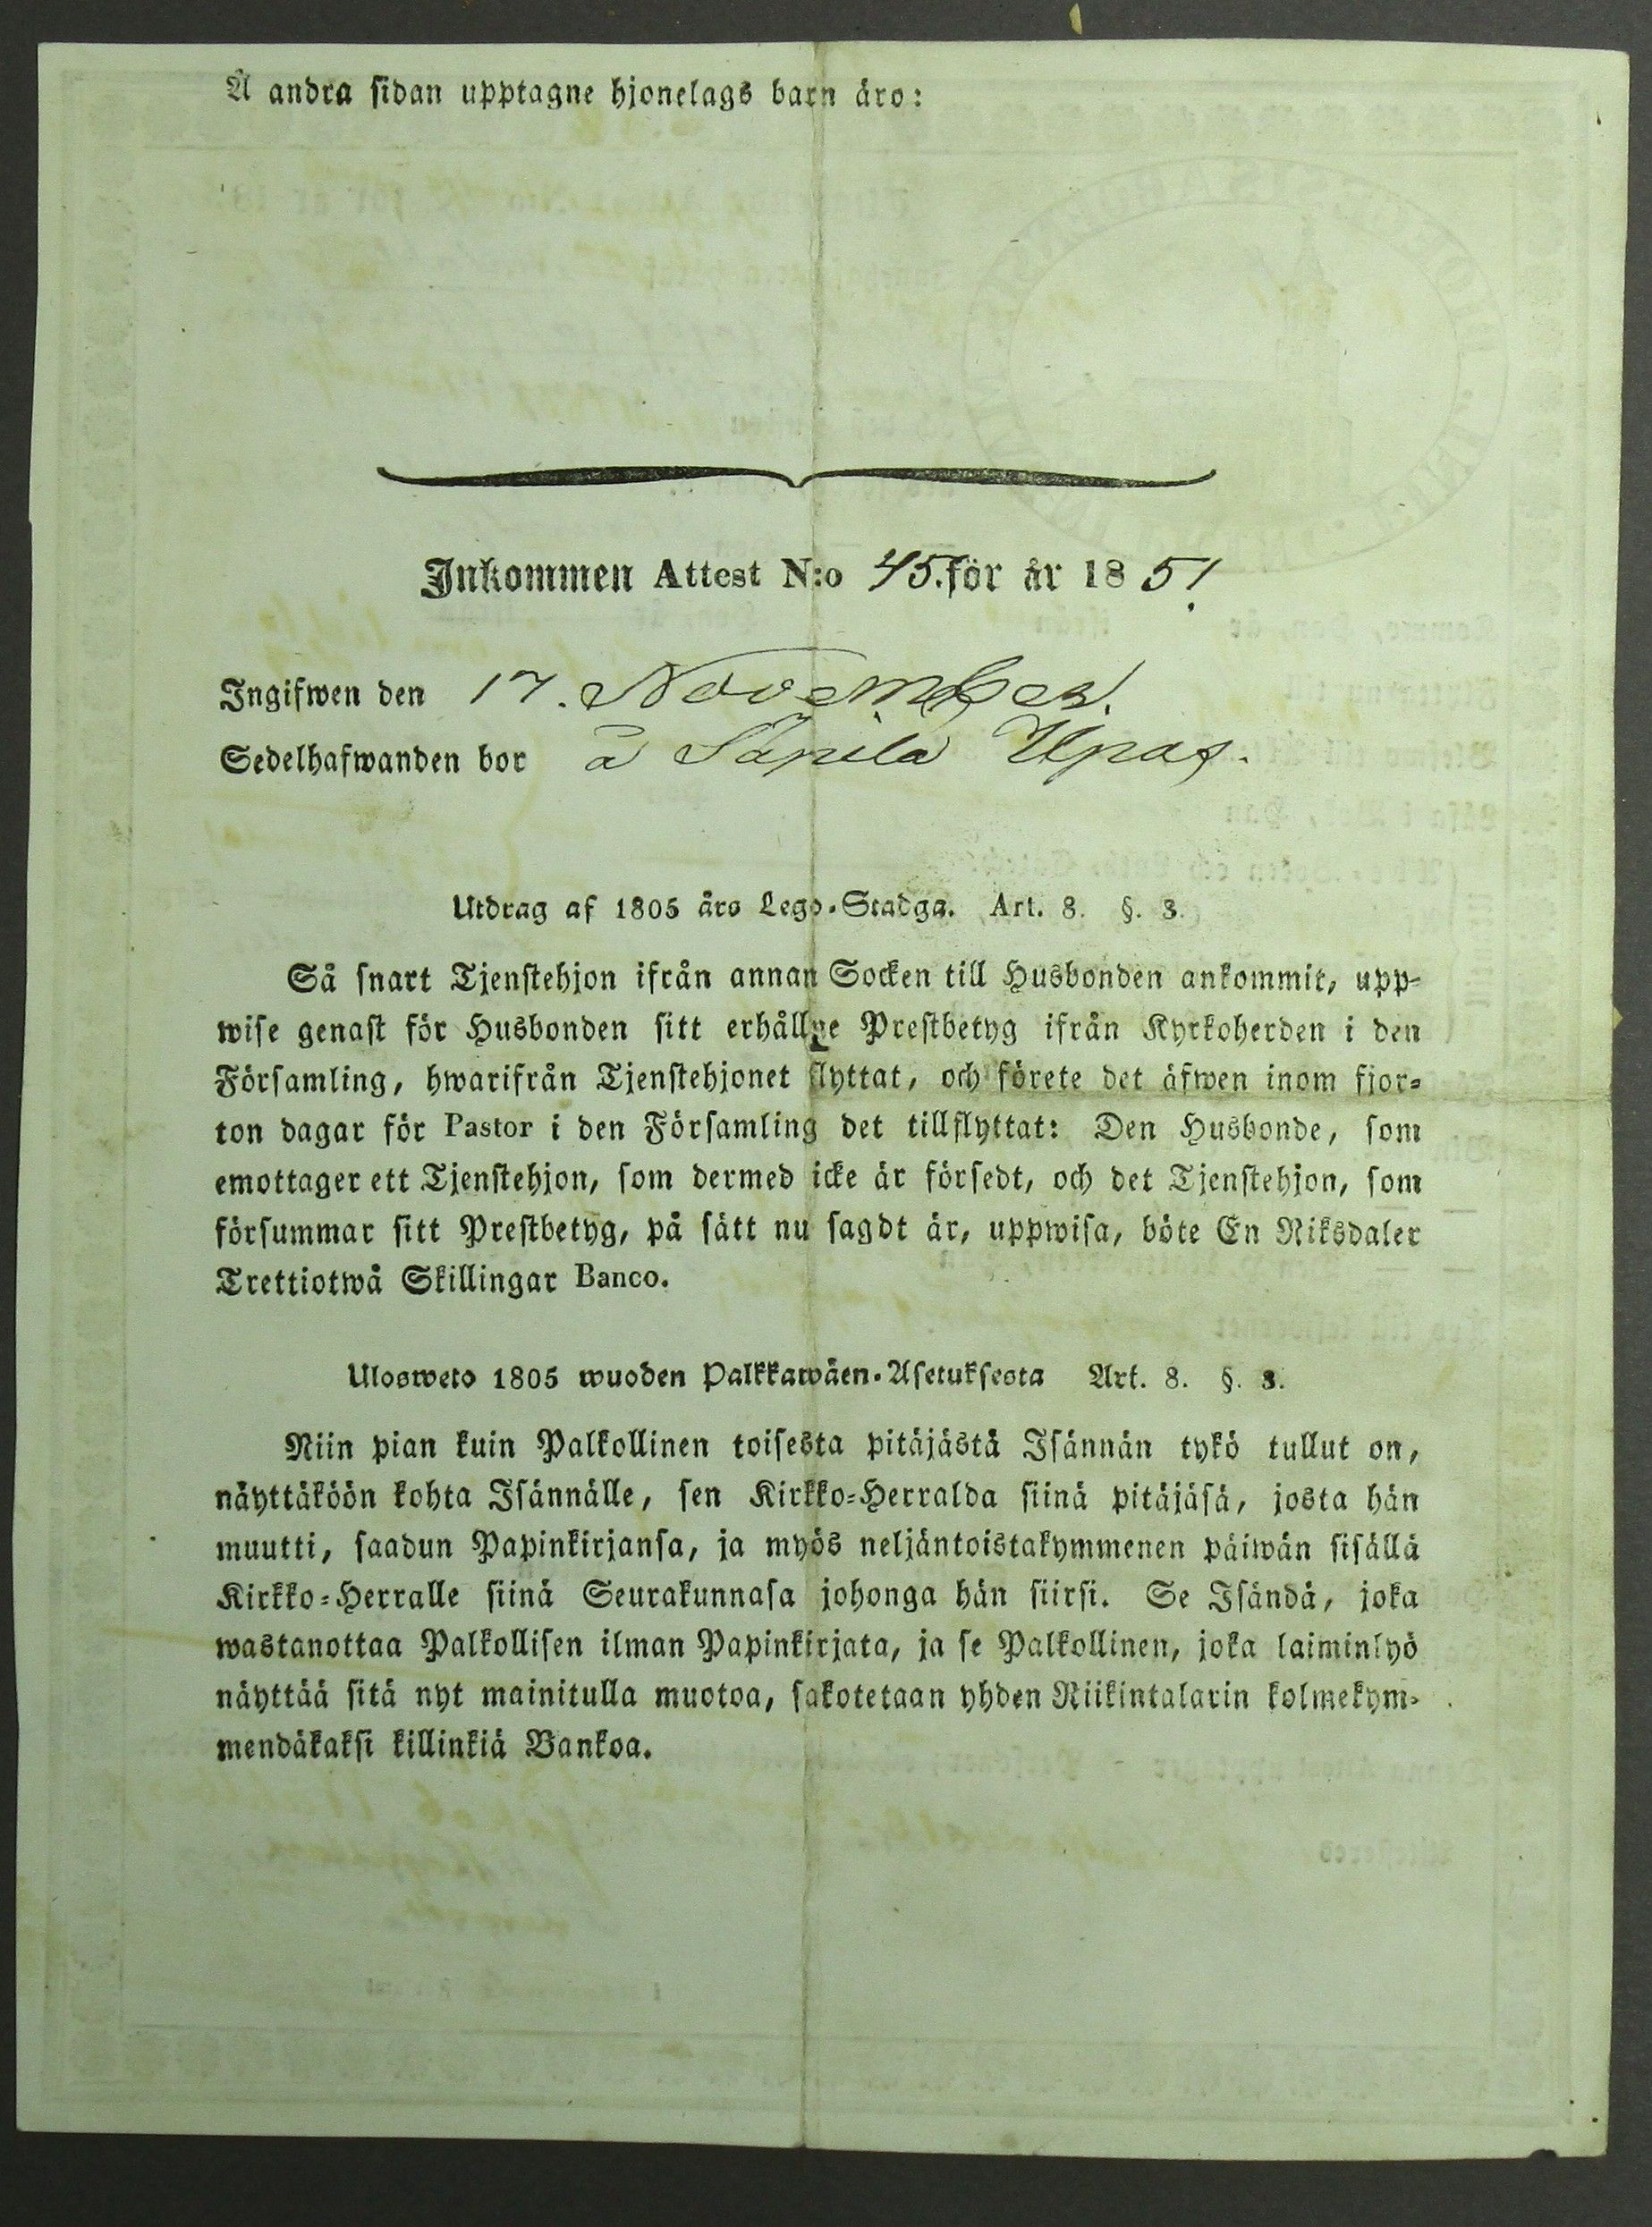 Å andra sidan upptagne hjonelags barn äro:
Inkommen Attest N:o 45. för år 1851.
Ingifwen den 17. November.
Sedelhafwanden bor å Sapila
Utdrag af 1805 års Lego-Stadga. Art. 8. §. 3.
Så snart Tjenstehjon ifrån annan Socken till Husbonden ankommit, upp-
wise genast för Husbonden sitt erhållne Prestbetyg ifrån Kyrkoherden i den
Församling, hwarifrån Tjenstehjonet flyttat, och förete det äfwen inom fjor-
ton dagar för Pastor i den Församling det tillflyttat: Den Husbonde, som
emottager ett Tjenstehjon, som dermed icke är försedt, och det Tjenstehjon, som
försummar sitt Prestbetyg, på sätt nu sagdt är, uppwisa, böte En Riksdaler
Trettiotwå Skillingar Banco.
Ulosweto 1805 wuoden Palkkawäen-Asetuksesta Art. 8. §. 3.
Niin pian kuin Palkollinen toisesta pitäjästä Isännän tykö tullut on,
näyttäköön kohta Isännälle, sen Kirkko-Herralda siinä pitäjäsä, josta hän
muutti, saadun Papinkirjansa, ja myös neljäntoistakymmenen päiwän sisällä
Kirkko-Herralle siinä Seurakunnasa johonga hän siirsi. Se Isändä, joka
wastanottaa Palkollisen ilman Papinkirjata, ja se Palkollinen, joka laiminlyö
näyttää sitä nyt mainitulla muotoa, sakotetaan yhden Riikintalarin kolmekym-
mendäkaksi killinkiä Bankoa.